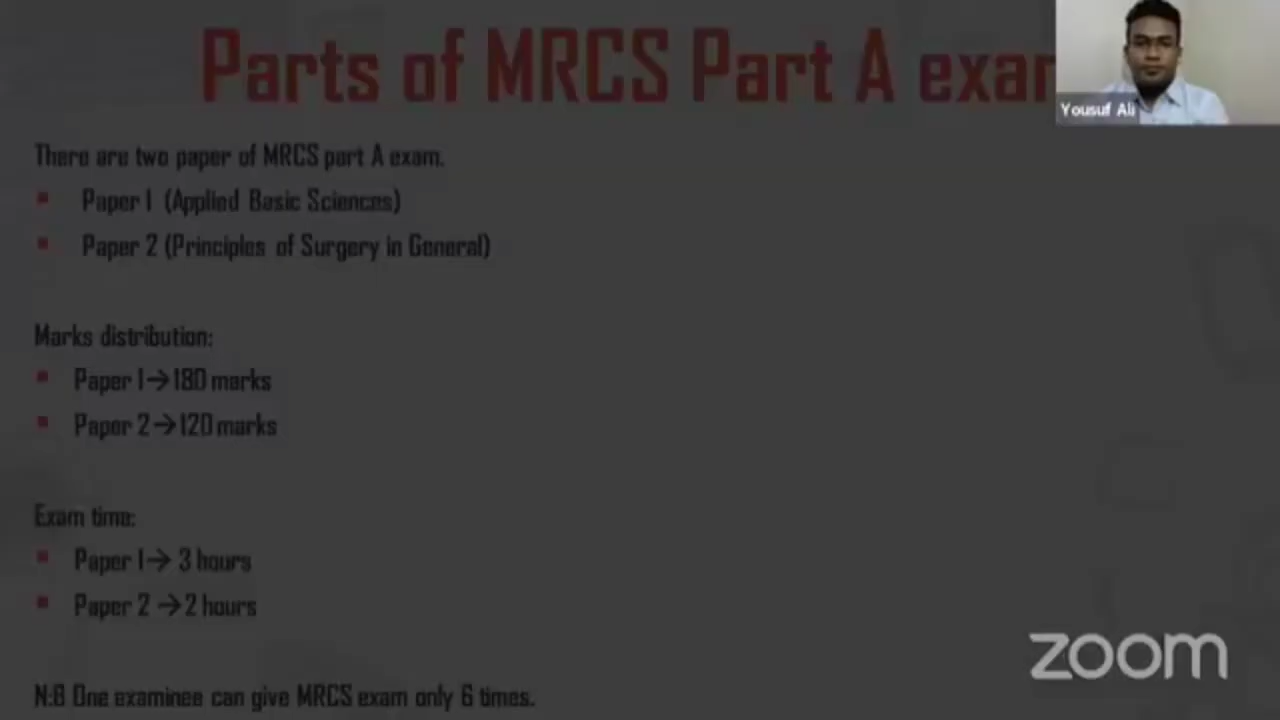 Parts of MRCS Part A exam
Yousuf Ali
There are two paper of MRCS part A exam.
Paper 1 (Applied Basic Sciences)
Paper 2 (Principles of Surgery in General)
Marks distribution:
Paper 1→180 marks
Paper 2→120 marks
Exam time:
Paper 1→ 3 hours
Paper 2 →2 hours
zoom
N:B One examinee can give MRCS exam only 6 times.